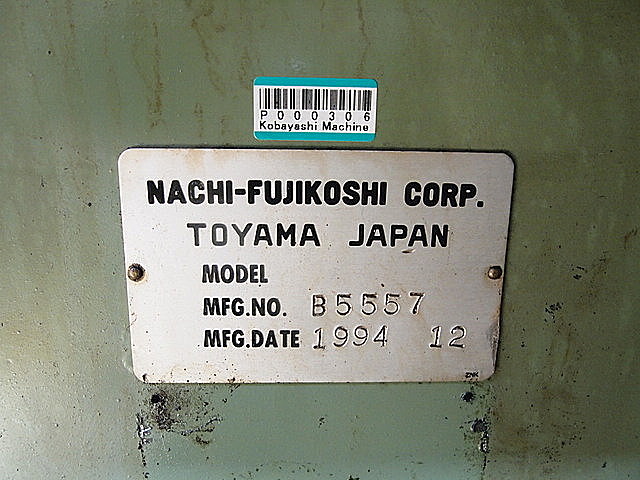 P000306
Kobayashi Machine
NACHI-FUJIKOSHI CORP.
TOYAMA JAPAN
MODEL
MFG.NO. B5557
MFG.DATE 1994 12